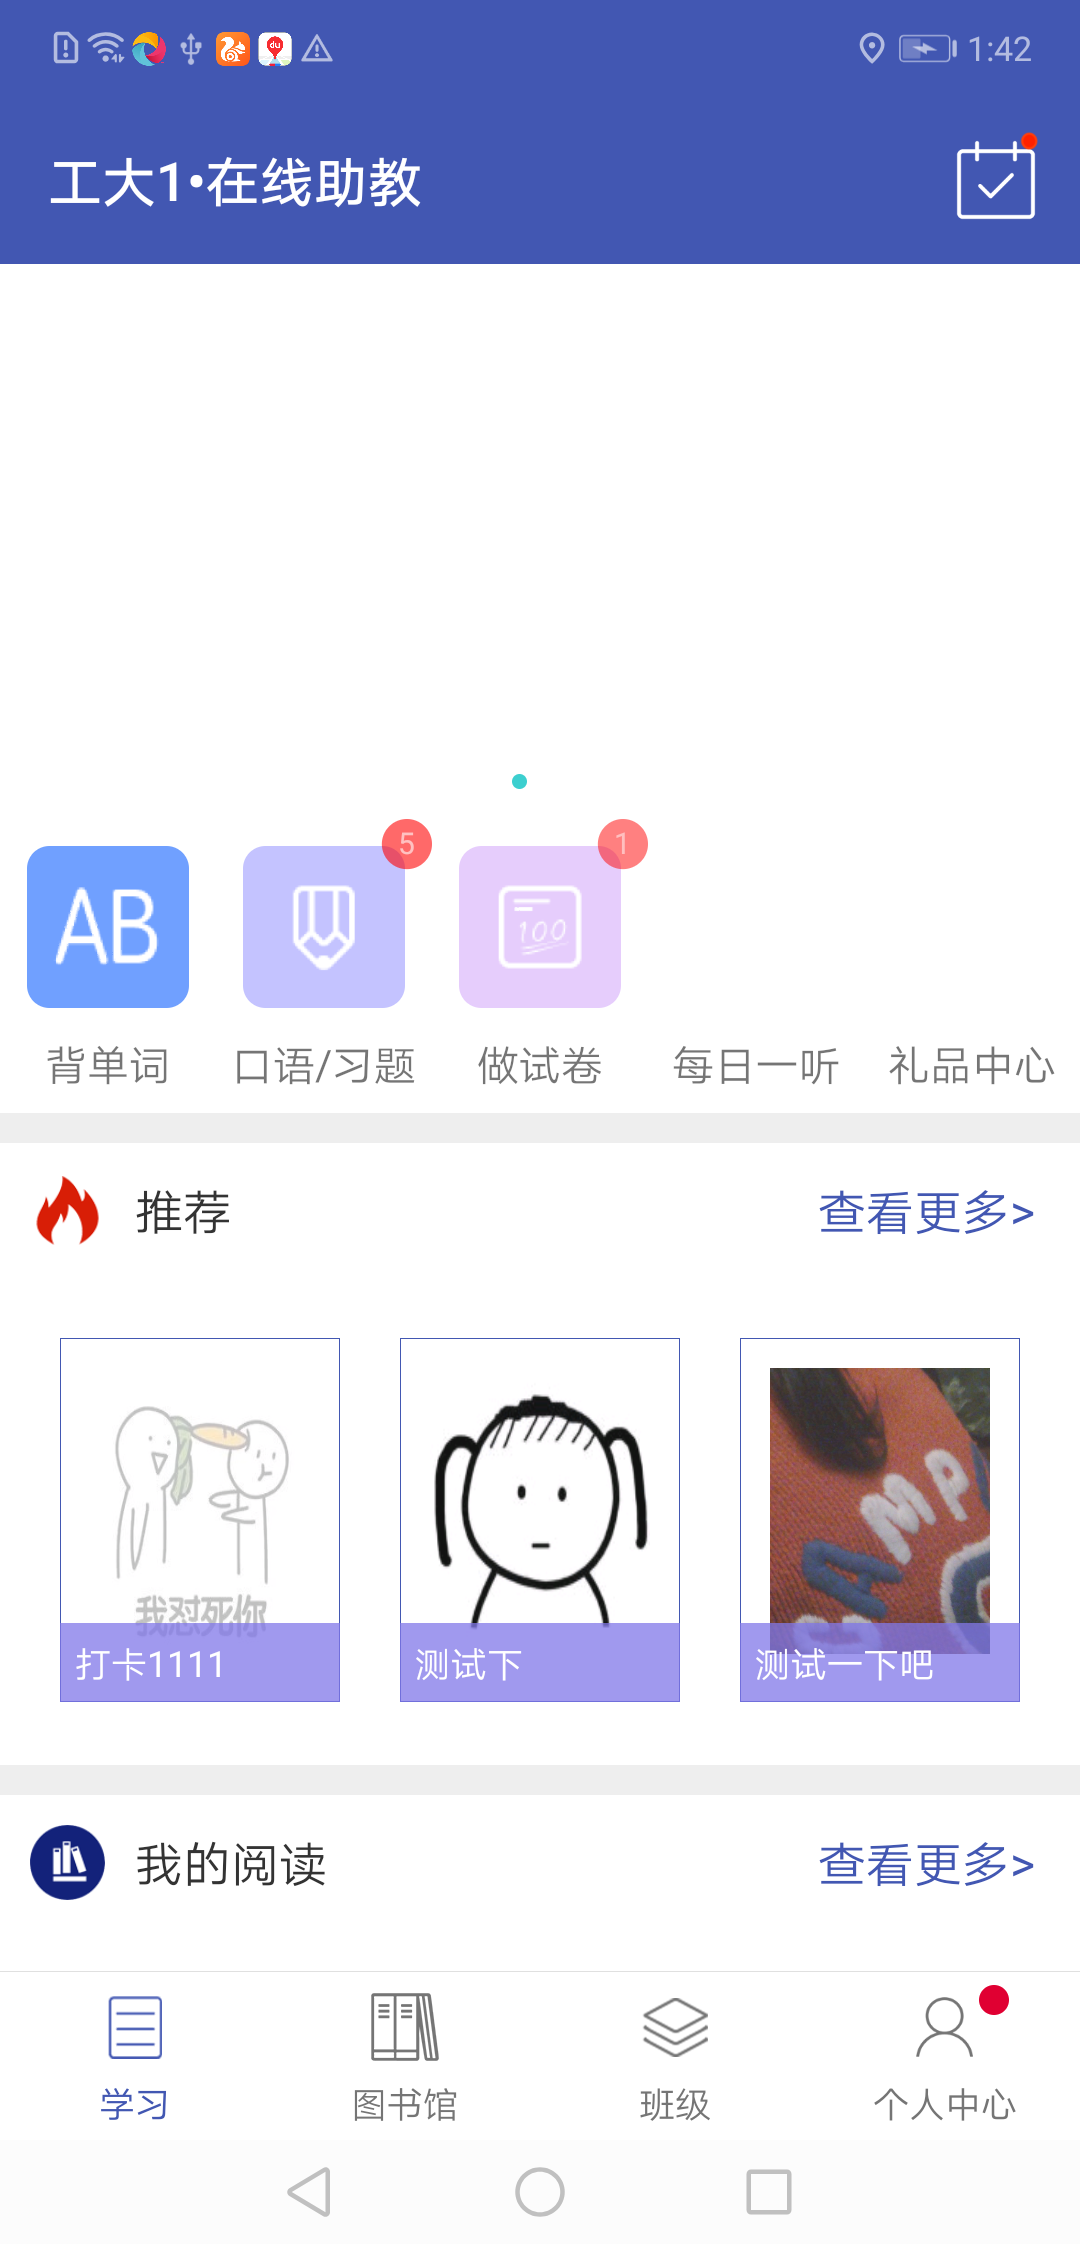 1:42
工大1•在线助教
AB
5
100
1
背单词
口语/习题
做试卷
每日一听
礼品中心
推荐
查看更多>
我怼死你
CAMP
打卡1111
测试下
测试一下吧
我的阅读
查看更多>
学习
图书馆
班级
个人中心